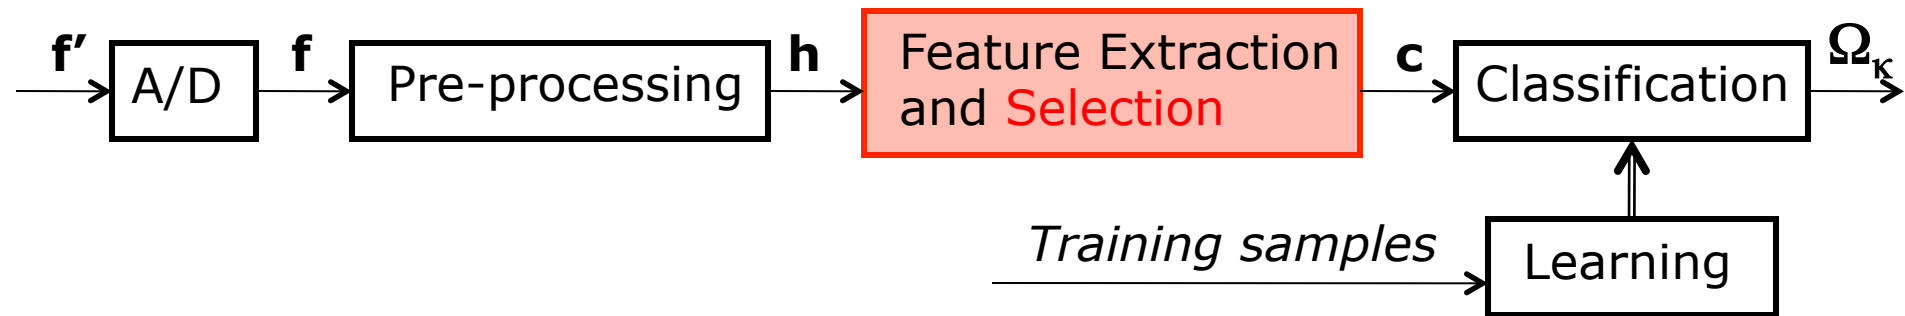 f’
A/D
f
Pre-processing
h
Feature Extraction
and Selection
c
Classification
Ωκ
Training samples
Learning